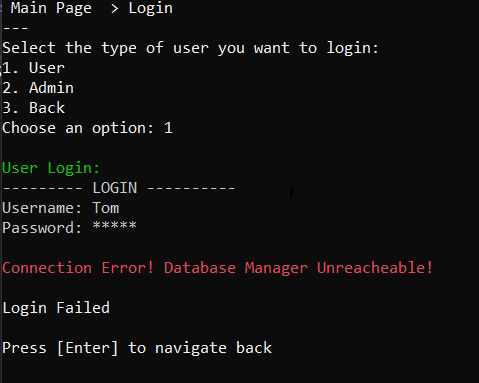 Main Page > Login
---
Select the type of user you want to login:
1. User
2. Admin
3. Back
Choose an option: 1
User Login:
--------- LOGIN ----------
Username: Tom
Password: *****
Connection Error! Database Manager Unreacheable!
Login Failed
Press [Enter] to navigate back